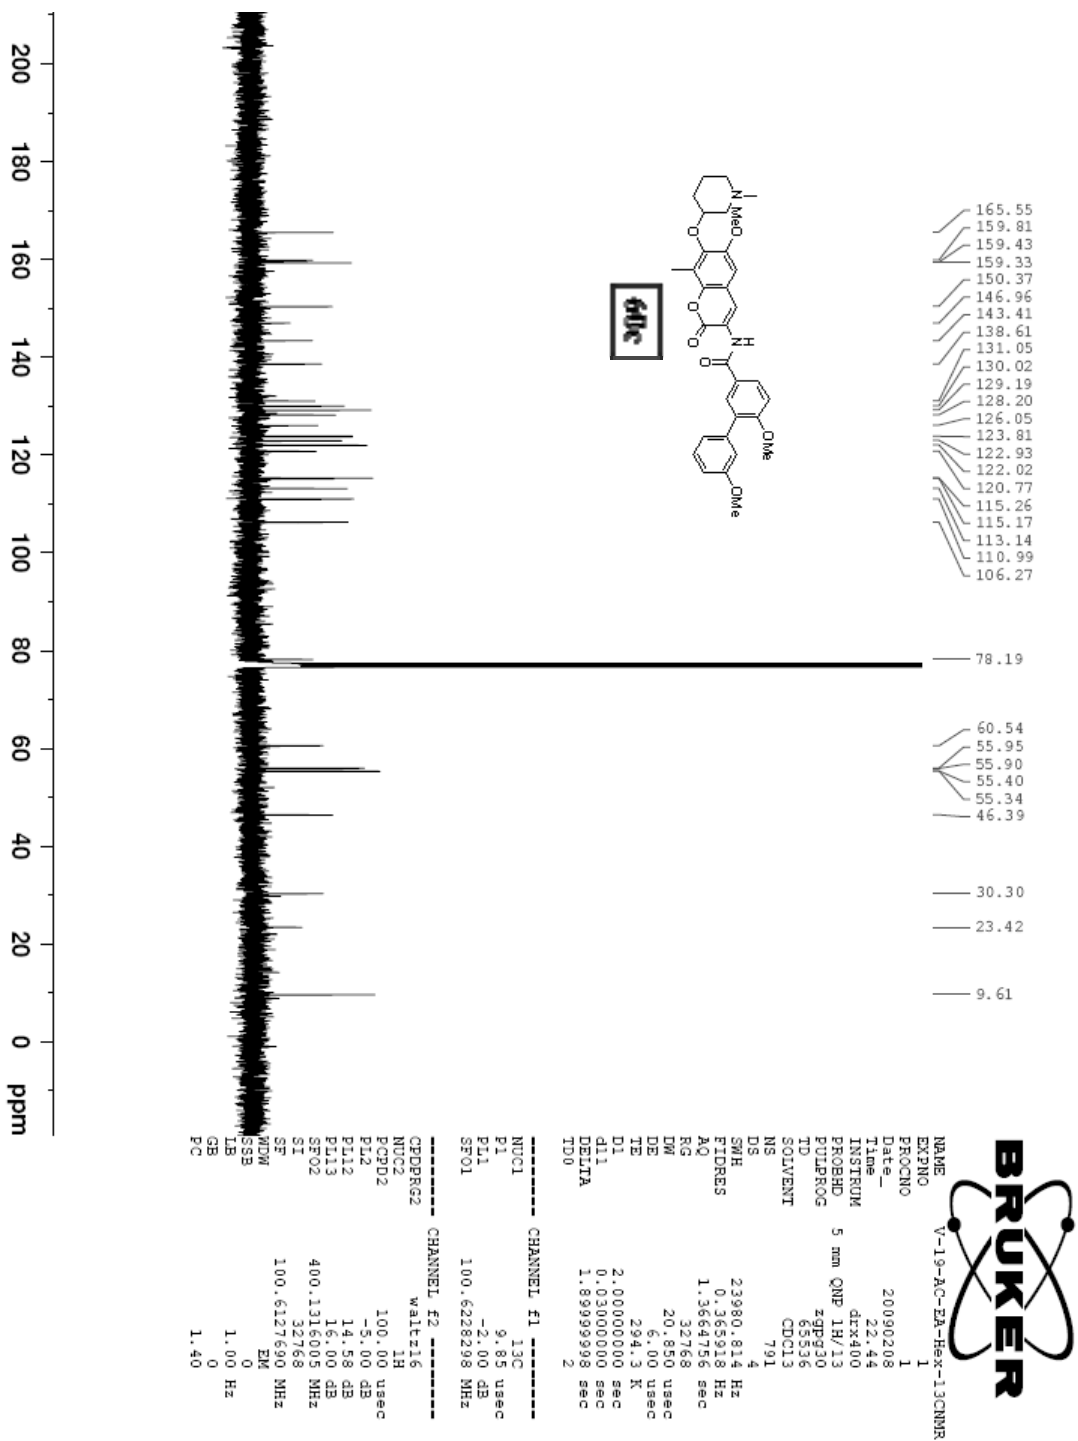 165.55
159.81
159.43
159.33
150.37
146.96
143.41
138.61
131.05
130.02
129.19
128.20
126.05
123.81
122.93
122.02
120.77
115.26
115.17
113.14
110.99
106.27
78.19
60.54
55.95
55.90
55.40
55.34
46.39
30.30
23.42
9.61
N
MeO
O
O
O
H
N
O
OMe
OMe
60c
200 180 160 140 120 100 80 60 40 20 0 ppm
BRUKER
NAME V-19-AC-EA-Hex-13CNMR
EXPNO 1
PROCNO 1
Date_ 20090208
Time 22.44
INSTRUM drx400
PROBHD 5 mm QNP 1H/13
PULPROG zgpg30
TD 65536
SOLVENT CDCl3
NS 791
DS 4
SWH 23980.814 Hz
FIDRES 0.365918 Hz
AQ 1.3664756 sec
RG 32768
DW 20.850 usec
DE 6.00 usec
TE 294.3 K
D1 2.00000000 sec
d11 0.03000000 sec
DELTA 1.89999998 sec
TD0 2
======== CHANNEL f1 ========
NUC1 13C
P1 9.85 usec
PL1 -2.00 dB
SFO1 100.6228298 MHz
======== CHANNEL f2 ========
CPDPRG2 waltz16
NUC2 1H
PCPD2 100.00 usec
PL2 -5.00 dB
PL12 14.58 dB
PL13 16.00 dB
SFO2 400.1316005 MHz
SI 32768
SF 100.6127690 MHz
WDW EM
SSB 0
LB 1.00 Hz
GB 0
PC 1.40